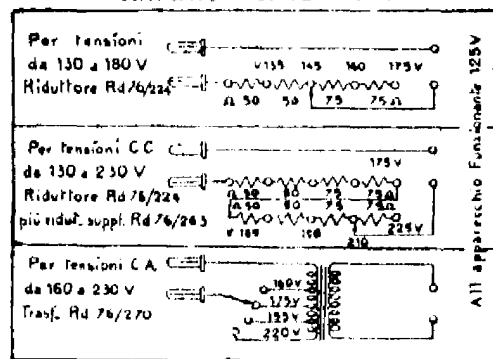 Per tensioni
da 130 a 180 V
Riduttore Rd 76/224
V 135 145 160 175 V
Ω 50 50 75 75 Ω
Per tensioni C.C
da 130 a 230 V
Riduttore Rd 76/224
più ridut. suppl. Rd 76/263
175 V
Ω 50 50 75 75 Ω
50 50 75 75 Ω
225 V
210
Per tensioni C.A.
da 160 a 230 V
Trasf. Rd 76/270
160 V
175 V
220 V
All apparecchio Funzionante 125 V